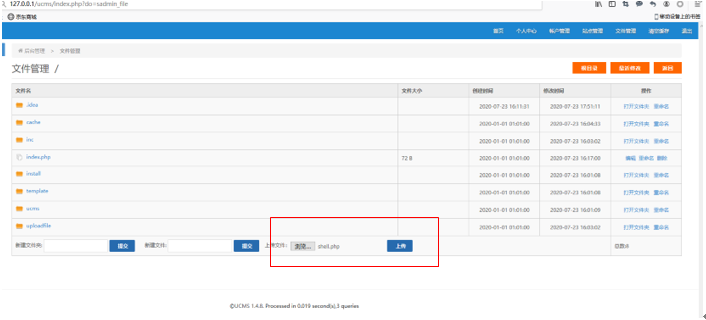 127.0.0.1/ucms/index.php?do=sadmin_file
京东商城
移动设备上的书签
首页 个人中心 帐户管理 站点管理 文件管理 清空缓存 退出
后台管理 > 文件管理
文件管理 /
根目录 最近修改 返回
文件名 文件大小 创建时间 修改时间 操作
.idea 2020-07-23 16:11:31 2020-07-23 17:51:11 打开文件夹 重命名
cache 2020-01-01 01:01:00 2020-07-23 16:04:33 打开文件夹 重命名
inc 2020-01-01 01:01:00 2020-07-23 16:03:02 打开文件夹 重命名
index.php 72 B 2020-01-01 01:01:00 2020-07-23 16:17:00 编辑 重命名 删除
install 2020-01-01 01:01:00 2020-07-23 16:01:08 打开文件夹 重命名
template 2020-01-01 01:01:00 2020-07-23 16:01:08 打开文件夹 重命名
ucms 2020-01-01 01:01:00 2020-07-23 16:01:09 打开文件夹 重命名
uploadfile 2020-01-01 01:01:00 2020-07-23 16:03:02 打开文件夹 重命名
新建文件夹: 提交 新建文件: 提交 上传文件: 浏览... shell.php 上传 总数:8
©UCMS 1.4.8, Processed in 0.019 second(s),3 queries